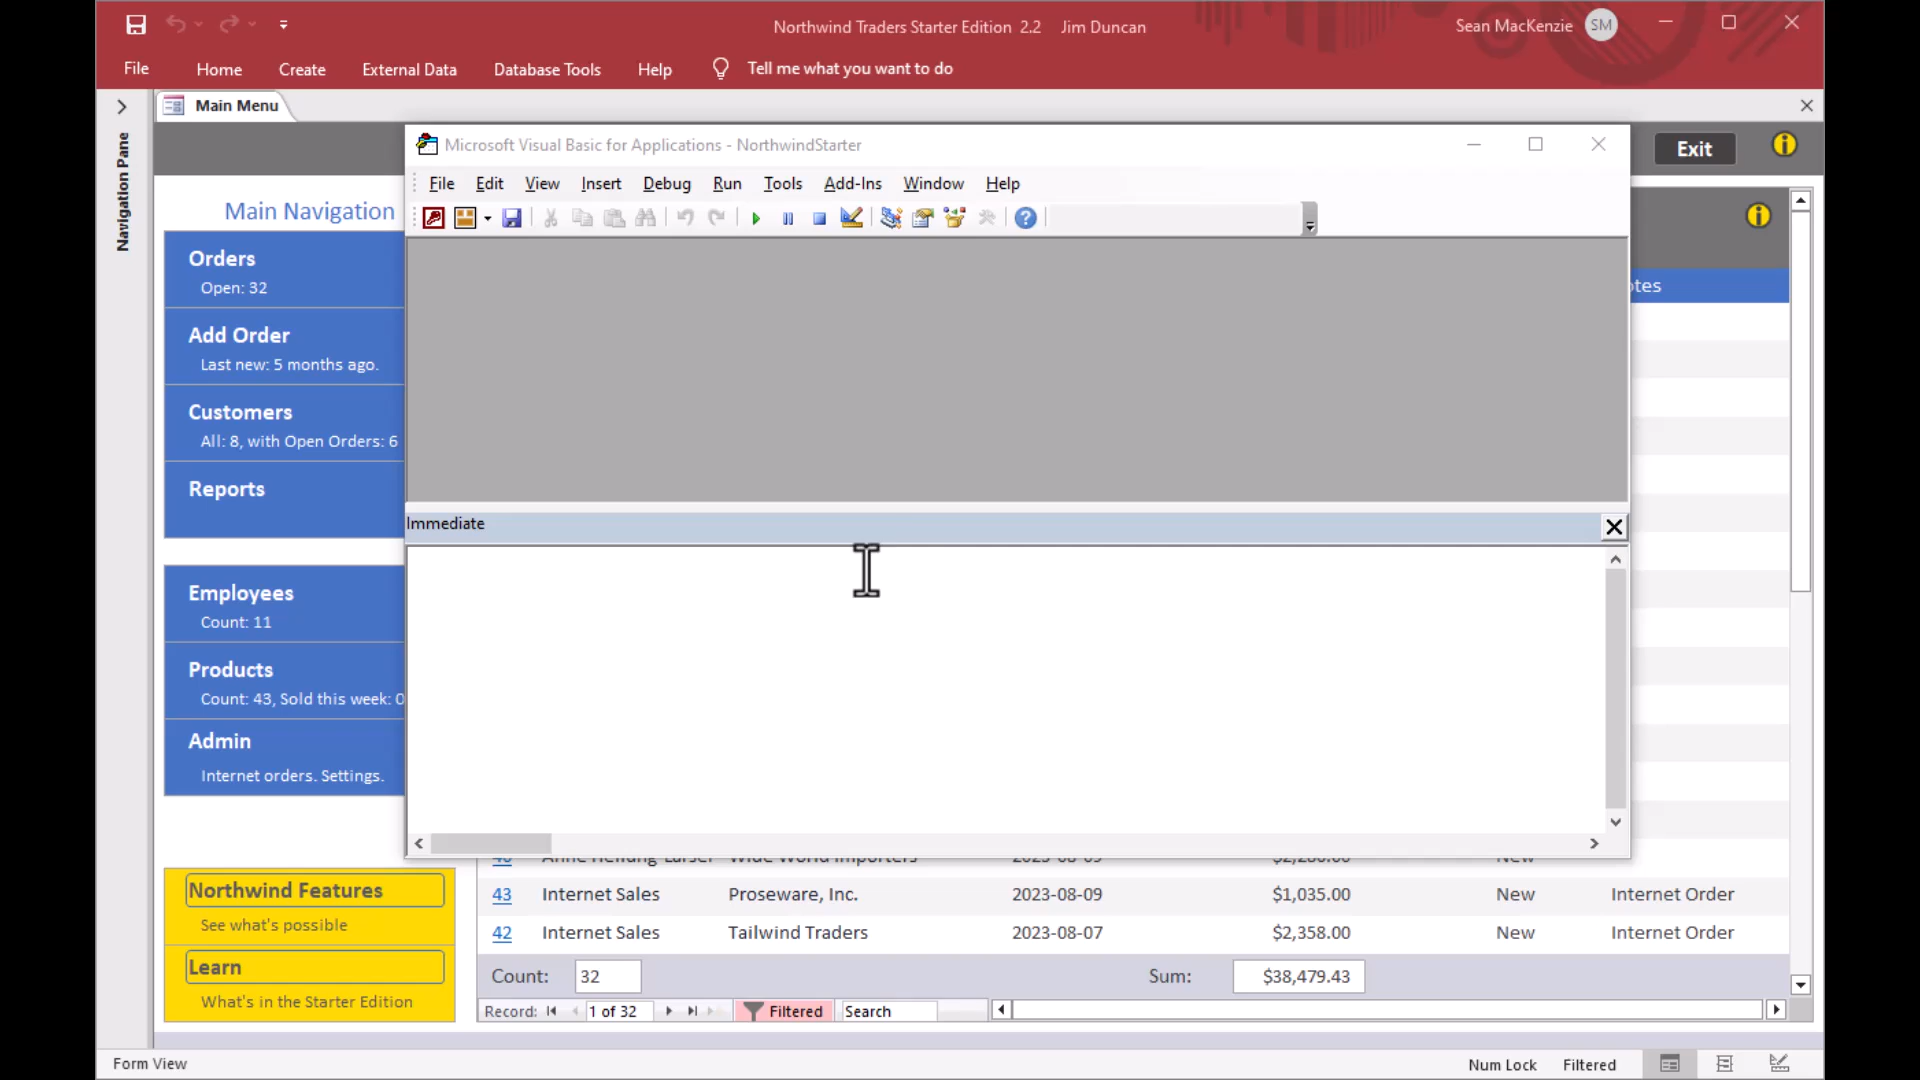 Northwind Traders Starter Edition 2.2 Jim Duncan
Sean MacKenzie SM
File Home Create External Data Database Tools Help Tell me what you want to do
Navigation Pane
Main Menu
Microsoft Visual Basic for Applications - NorthwindStarter
Exit
File Edit View Insert Debug Run Tools Add-Ins Window Help
Main Navigation
Orders
Open: 32
Add Order
Last new: 5 months ago.
Customers
All: 8, with Open Orders: 6
Reports
Immediate
Employees
Count: 11
Products
Count: 43, Sold this week: 0
Admin
Internet orders. Settings.
Northwind Features
See what's possible
Learn
What's in the Starter Edition
43 Internet Sales Proseware, Inc. 2023-08-09 $1,035.00 New Internet Order
42 Internet Sales Tailwind Traders 2023-08-07 $2,358.00 New Internet Order
Count: 32 Sum: $38,479.43
Record: 1 of 32 Filtered Search
Form View
Num Lock Filtered